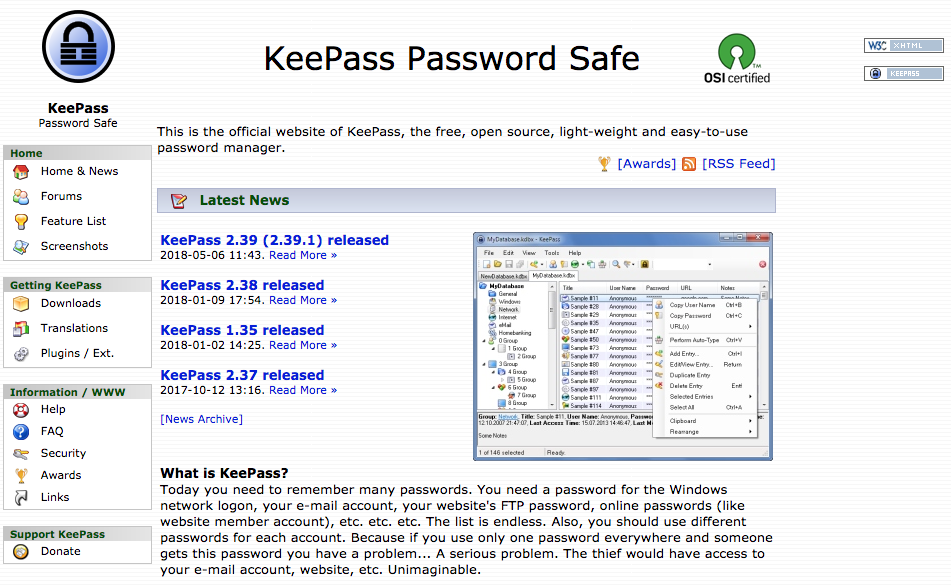 KeePass
Password Safe
KeePass Password Safe
OSI certified
TM
W3C XHTML
KEEPASS
Home
Home & News
Forums
Feature List
Screenshots
Getting KeePass
Downloads
Translations
Plugins / Ext.
Information / WWW
Help
FAQ
Security
Awards
Links
Support KeePass
Donate
This is the official website of KeePass, the free, open source, light-weight and easy-to-use
password manager.
[Awards] [RSS Feed]
Latest News
KeePass 2.39 (2.39.1) released
2018-05-06 11:43. Read More »
KeePass 2.38 released
2018-01-09 17:54. Read More »
KeePass 1.35 released
2018-01-02 14:25. Read More »
KeePass 2.37 released
2017-10-12 13:16. Read More »
[News Archive]
MyDatabase.kdbx - KeePass
File Edit View Tools Help
NewDatabase.kdbx MyDatabase.kdbx
MyDatabase
General
Windows
Network
Internet
eMail
Homebanking
0 Group
1 Group
2 Group
3 Group
4 Group
5 Group
6 Group
7 Group
8 Group
Title User Name Password URL Notes
Sample #11 Anonymous ******** google.com Some Notes
Sample #28 Anonymous
Sample #29 Anonymous
Sample #35 Anonymous
Sample #47 Anonymous
Sample #50 Anonymous
Sample #73 Anonymous
Sample #77 Anonymous
Sample #80 Anonymous
Sample #81 Anonymous
Sample #87 Anonymous
Sample #97 Anonymous
Sample #111 Anonymous
Sample #114 Anonymous
Copy User Name Ctrl+B
Copy Password Ctrl+C
URL(s)
Perform Auto-Type Ctrl+V
Add Entry... Ctrl+I
Edit/View Entry... Return
Duplicate Entry
Delete Entry Entf
Selected Entries
Select All Ctrl+A
Clipboard
Rearrange
Group: Network, Title: Sample #11, User Name: Anonymous,
12.10.2007 21:47:07, Last Access Time: 15.07.2013 14:46:47,
Some Notes
1 of 146 selected Ready.
What is KeePass?
Today you need to remember many passwords. You need a password for the Windows
network logon, your e-mail account, your website's FTP password, online passwords (like
website member account), etc. etc. etc. The list is endless. Also, you should use different
passwords for each account. Because if you use only one password everywhere and someone
gets this password you have a problem... A serious problem. The thief would have access to
your e-mail account, website, etc. Unimaginable.